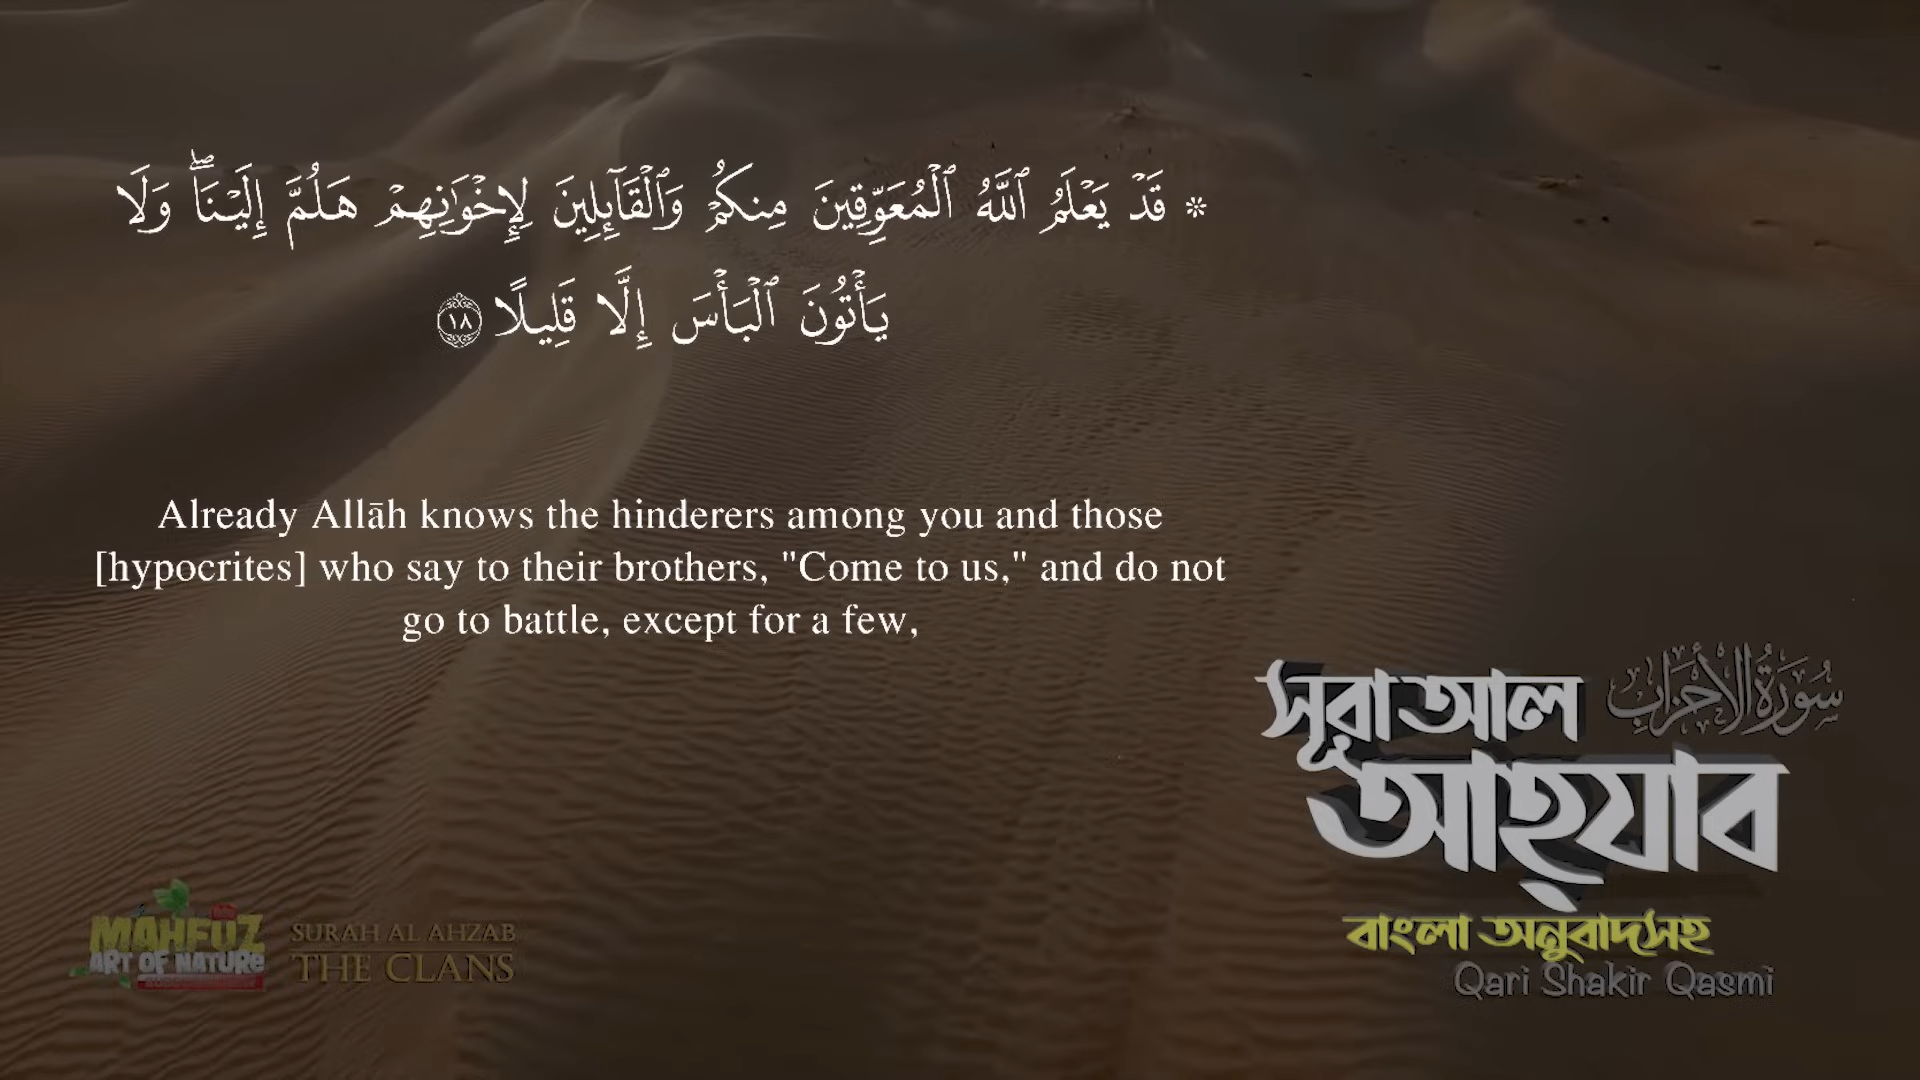 ۞ قَدْ يَعْلَمُ ٱللَّهُ ٱلْمُعَوِّقِينَ مِنكُمْ وَٱلْقَآئِلِينَ لِإِخْوَٰنِهِمْ هَلُمَّ إِلَيْنَا ۖ وَلَا
يَأْتُونَ ٱلْبَأْسَ إِلَّا قَلِيلًا ١٨
Already Allāh knows the hinderers among you and those
[hypocrites] who say to their brothers, "Come to us," and do not
go to battle, except for a few,
সূরা আল
سُورَةُ الأَحْزَاب
আহযাব
বাংলা অনুবাদসহ
Qari Shakir Qasmi
MAHFUZ
ART OF NATURE
SURAH AL AHZAB
THE CLANS